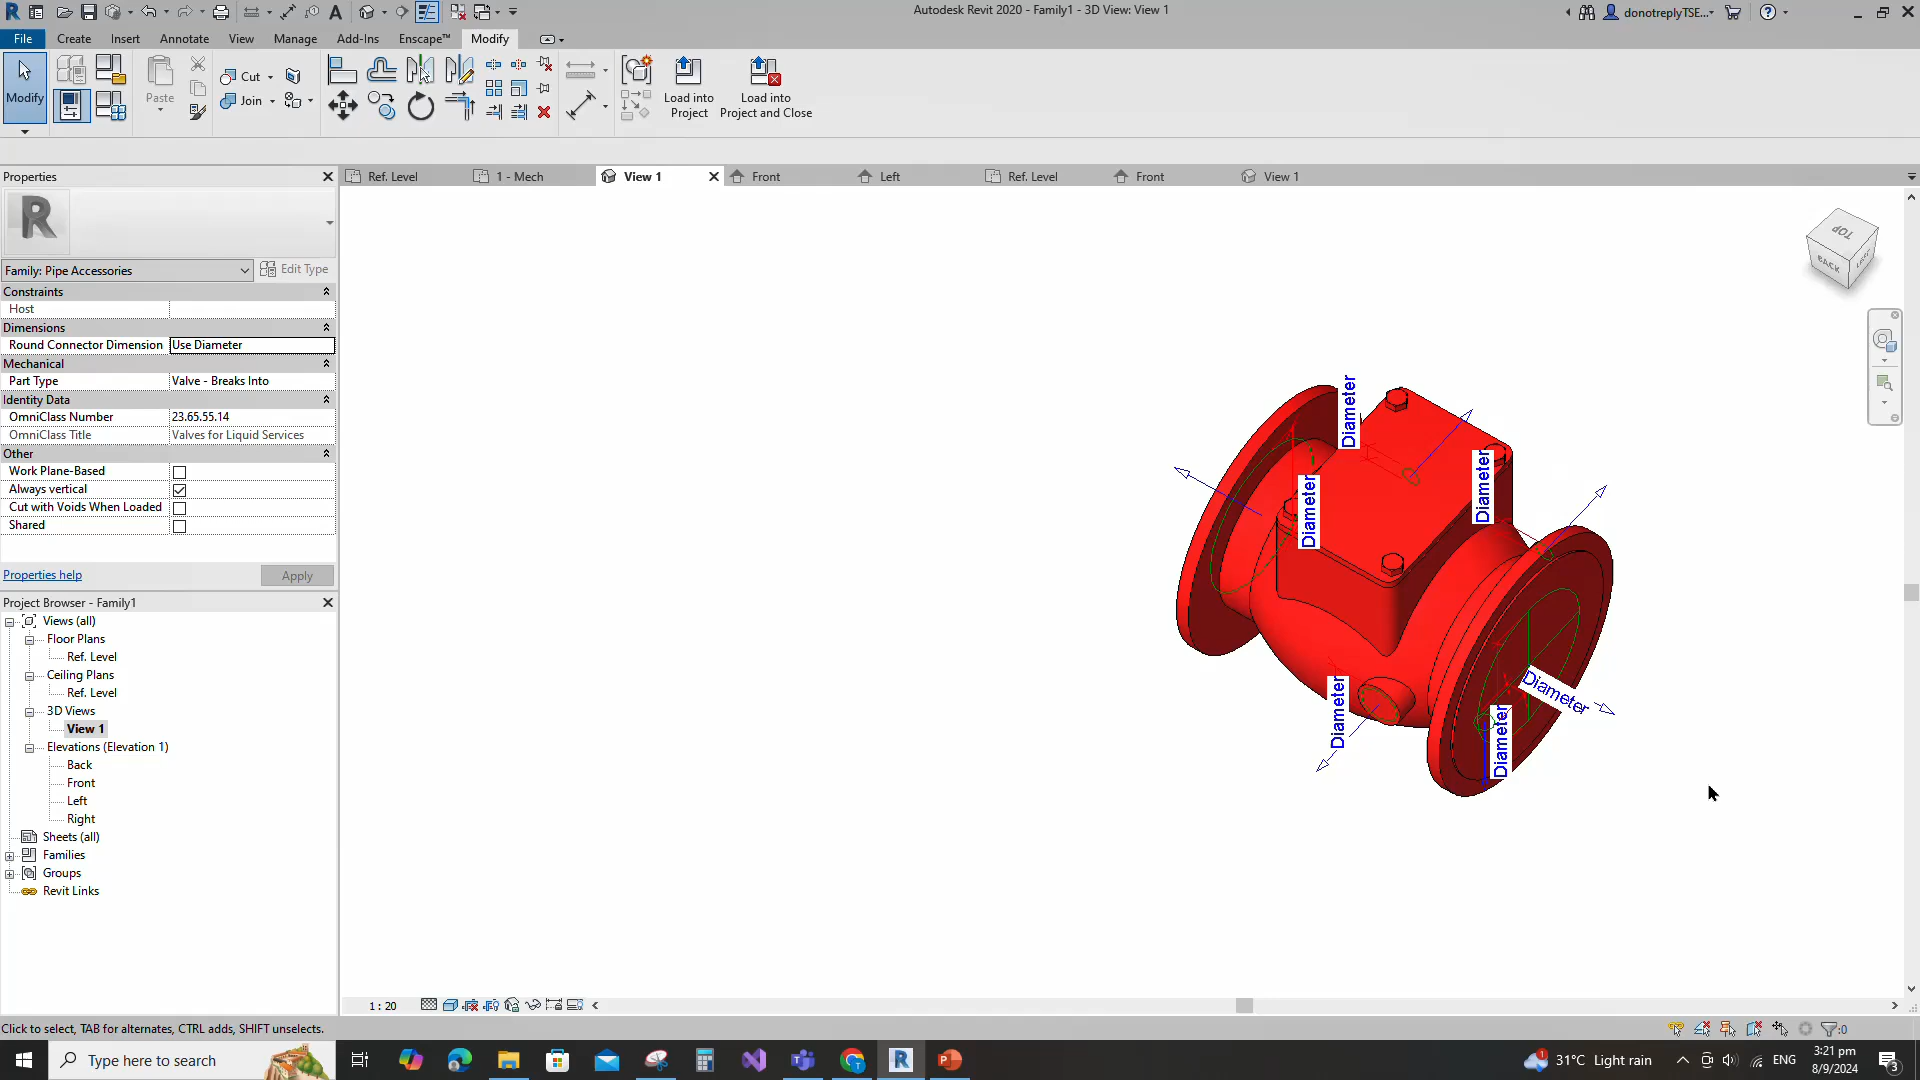 Autodesk Revit 2020 - Family1 - 3D View: View 1
donotreplyTSE...
File
Create
Insert
Annotate
View
Manage
Add-Ins
Enscape™
Modify
Modify
Paste
Cut
Join
Load into
Project
Load into
Project and Close
Properties
Ref. Level
1 - Mech
View 1
Front
Left
Ref. Level
Front
View 1
Family: Pipe Accessories
Edit Type
Constraints
Host
Dimensions
Round Connector Dimension
Use Diameter
Mechanical
Part Type
Valve - Breaks Into
Identity Data
OmniClass Number
23.65.55.14
OmniClass Title
Valves for Liquid Services
Other
Work Plane-Based
Always vertical
Cut with Voids When Loaded
Shared
Properties help
Apply
Project Browser - Family1
Views (all)
Floor Plans
Ref. Level
Ceiling Plans
Ref. Level
3D Views
View 1
Elevations (Elevation 1)
Back
Front
Left
Right
Sheets (all)
Families
Groups
Revit Links
TOP
BACK
Diameter
Diameter
Diameter
Diameter
Diameter
Diameter
1 : 20
Click to select, TAB for alternates, CTRL adds, SHIFT unselects.
:0
Type here to search
31°C Light rain
ENG
3:21 pm
8/9/2024
3